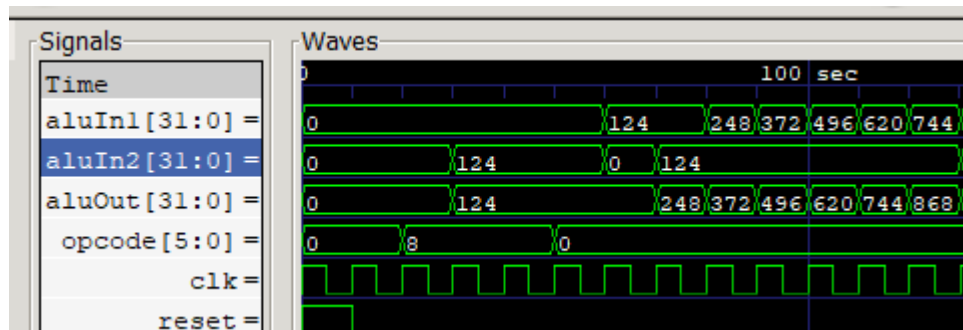 Signals Waves
Time 0 100 sec
aluIn1[31:0] = 0 124 248 372 496 620 744
aluIn2[31:0] = 0 124 0 124
aluOut[31:0] = 0 124 248 372 496 620 744 868
opcode[5:0] = 0 8 0
clk =
reset =